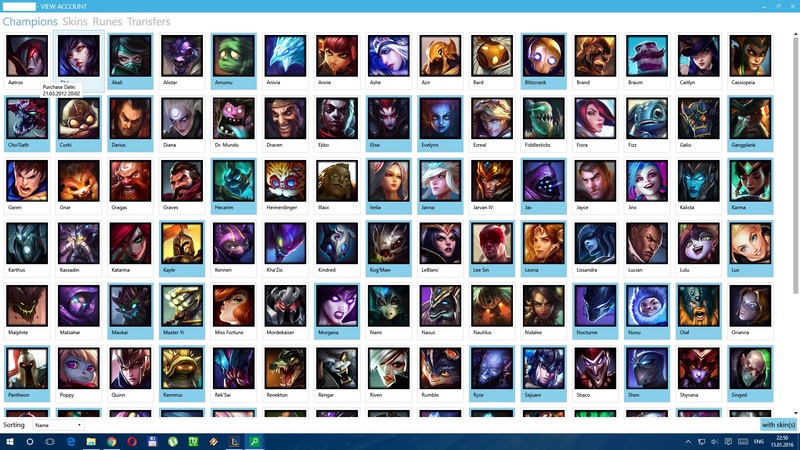 - VIEW ACCOUNT
Champions Skins Runes Transfers
Aatrox Akali Alistar Amumu Anivia Annie Ashe Azir Bard Blitzcrank Brand Braum Caitlyn Cassiopeia
Purchase Date:
21.03.2012 20:02
Cho'Gath Corki Darius Diana Dr. Mundo Draven Ekko Elise Evelynn Ezreal Fiddlesticks Fiora Fizz Galio Gangplank
Garen Gnar Gragas Graves Hecarim Heimerdinger Illaoi Irelia Janna Jarvan IV Jax Jayce Jinx Kalista Karma
Karthus Kassadin Katarina Kayle Kennen Kha'Zix Kindred Kog'Maw LeBlanc Lee Sin Leona Lissandra Lucian Lulu Lux
Malphite Malzahar Maokai Master Yi Miss Fortune Mordekaiser Morgana Nami Nasus Nautilus Nidalee Nocturne Nunu Olaf Orianna
Pantheon Poppy Quinn Rammus Rek'Sai Renekton Rengar Riven Rumble Ryze Sejuani Shaco Shen Shyvana Singed
Sorting Name with skin(s)
ENG 22:50
15.01.2016